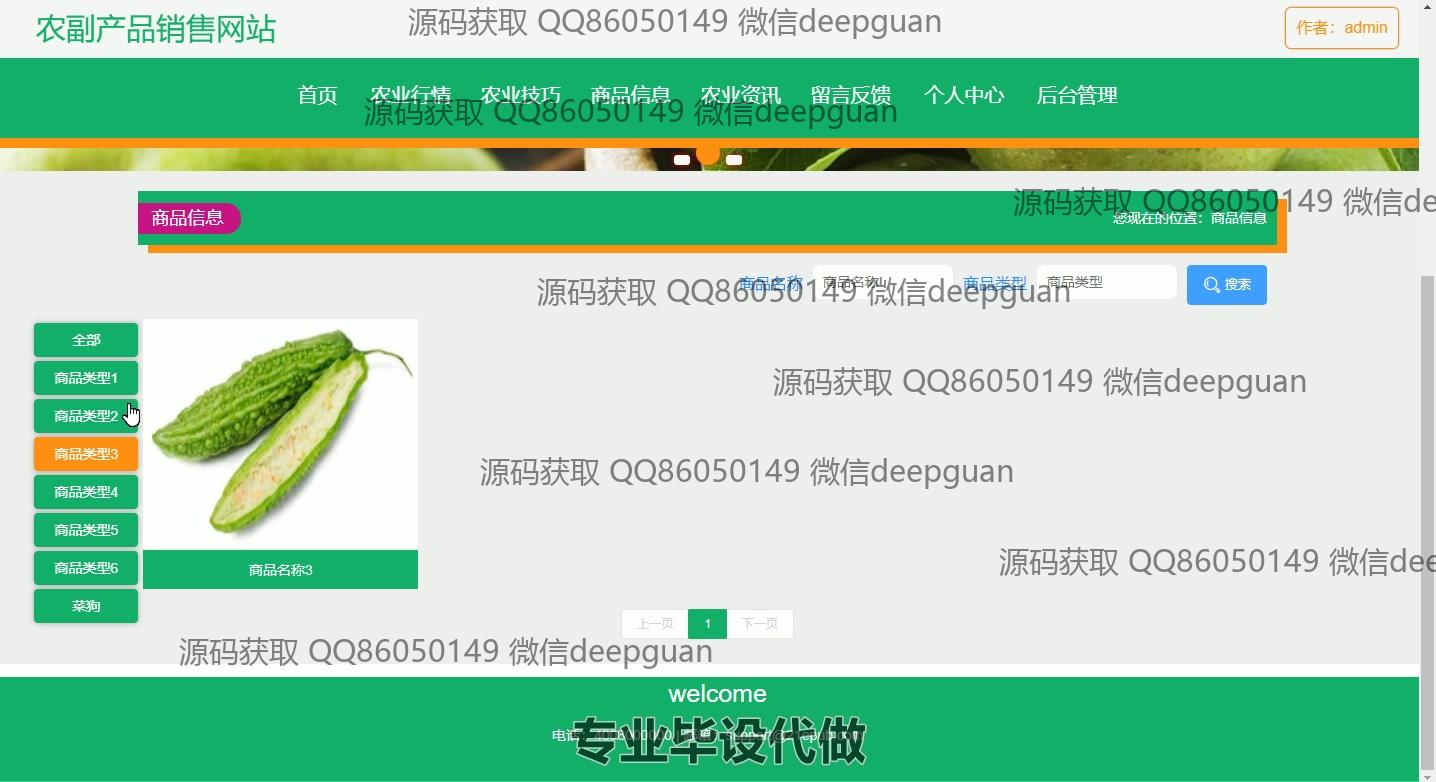 农副产品销售网站
源码获取 QQ86050149 微信deepguan
作者：admin
首页 农业行情 农业技巧 商品信息 农业资讯 留言反馈 个人中心 后台管理
源码获取 QQ86050149 微信deepguan
商品信息
源码获取 QQ86050149 微信de
您现在的位置：商品信息
商品名称 商品名称 商品类型 商品类型 搜索
源码获取 QQ86050149 微信deepguan
全部
商品类型1
源码获取 QQ86050149 微信deepguan
商品类型2
商品类型3
源码获取 QQ86050149 微信deepguan
商品类型4
商品类型5
商品类型6
源码获取 QQ86050149 微信dee
商品名称3
菜狗
上一页 1 下一页
源码获取 QQ86050149 微信deepguan
welcome
电话
专业毕设代做